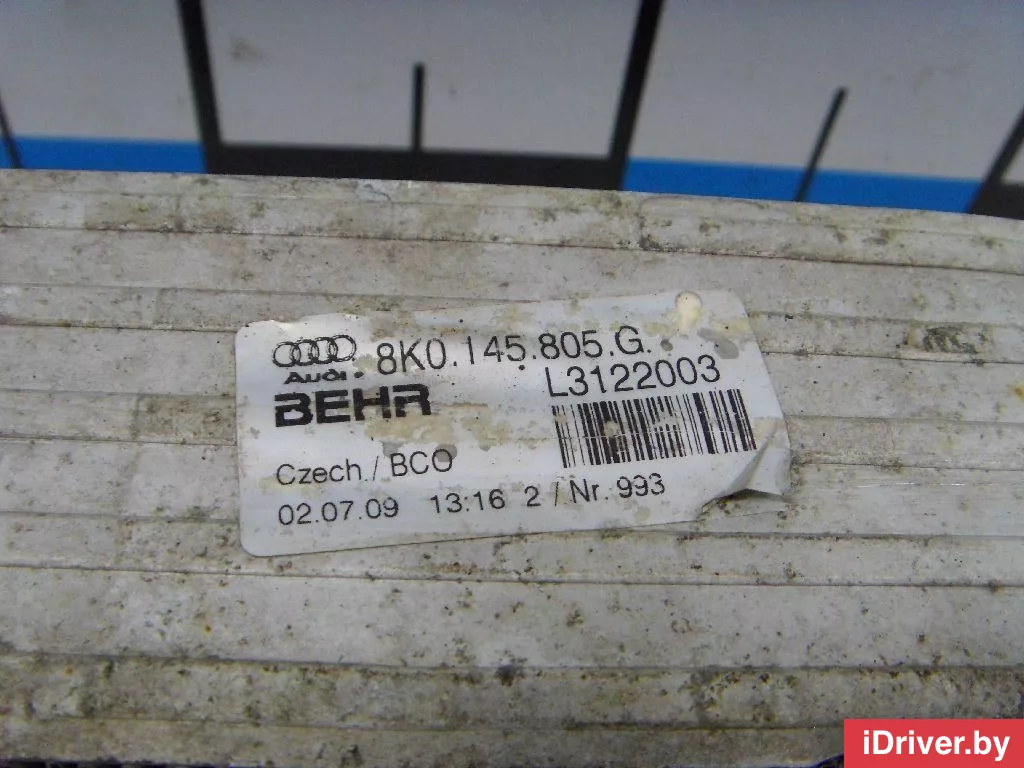 8K0.145.805.G.
Audi
L3122003
BEHR
Czech./BCO
02.07.09 13:16 2/Nr. 993
iDriver.by